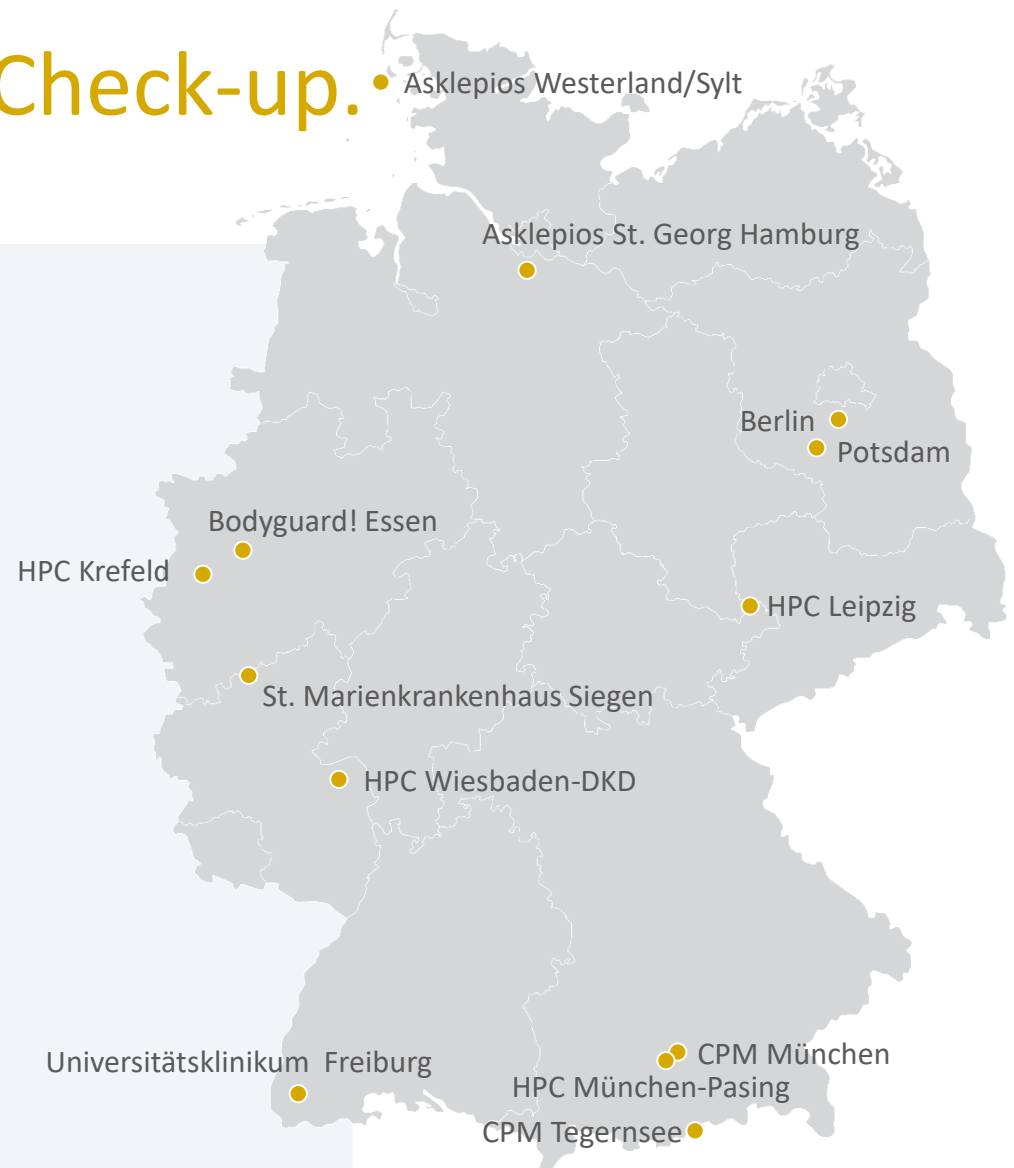 Check-up.
Asklepios Westerland/Sylt
Asklepios St. Georg Hamburg
Berlin
Potsdam
Bodyguard! Essen
HPC Krefeld
HPC Leipzig
St. Marienkrankenhaus Siegen
HPC Wiesbaden-DKD
Universitätsklinikum Freiburg
CPM München
HPC München-Pasing
CPM Tegernsee